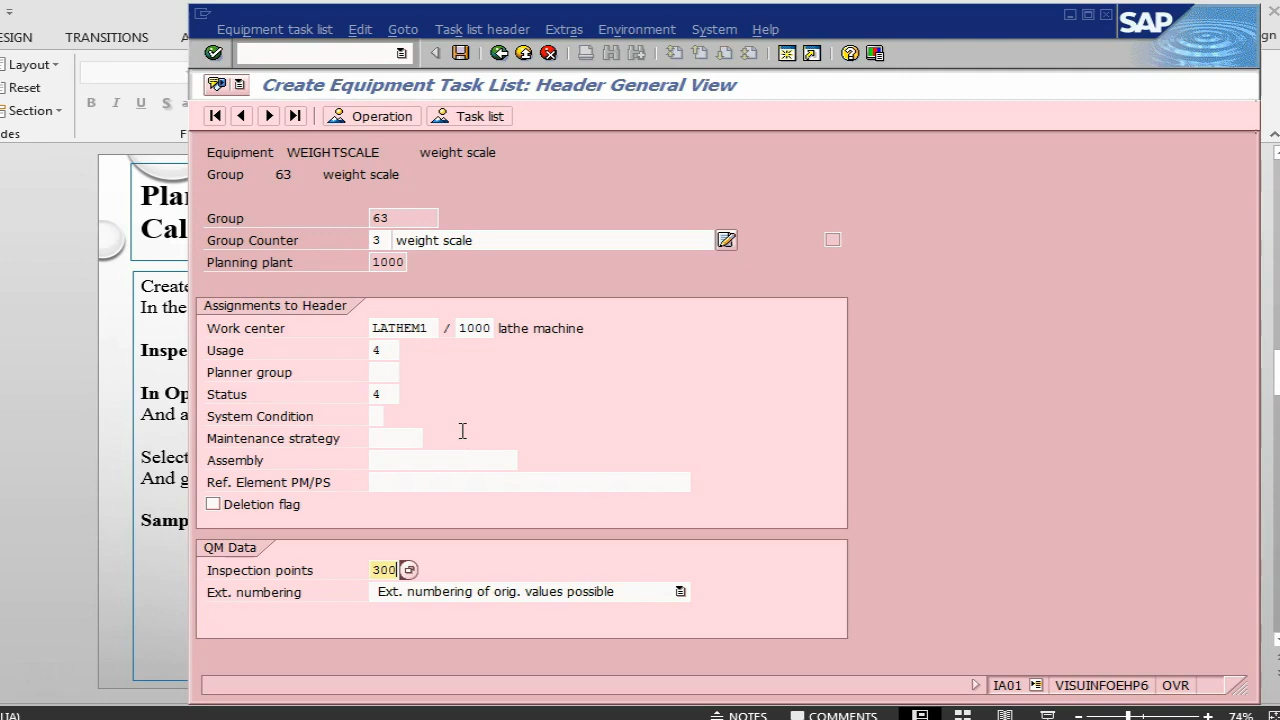 Equipment task list Edit Goto Task list header Extras Environment System Help
SAP
ESIGN TRANSITIONS A
Create Equipment Task List: Header General View
Layout
Reset
Section
B I U S
des
Operation Task list
Equipment WEIGHTSCALE weight scale
Group 63 weight scale
Group 63
Group Counter 3 weight scale
Planning plant 1000
Assignments to Header
Work center LATHEM1 / 1000 lathe machine
Usage 4
Planner group
Status 4
System Condition
Maintenance strategy
Assembly
Ref. Element PM/PS
Deletion flag
QM Data
Inspection points 300
Ext. numbering Ext. numbering of orig. values possible
IA01 VISUINFOEHP6 OVR
Plan
Cal
Create
In the
Inspe
In Op
And a
Select
And g
Samp
ITA) NOTES COMMENTS 74%